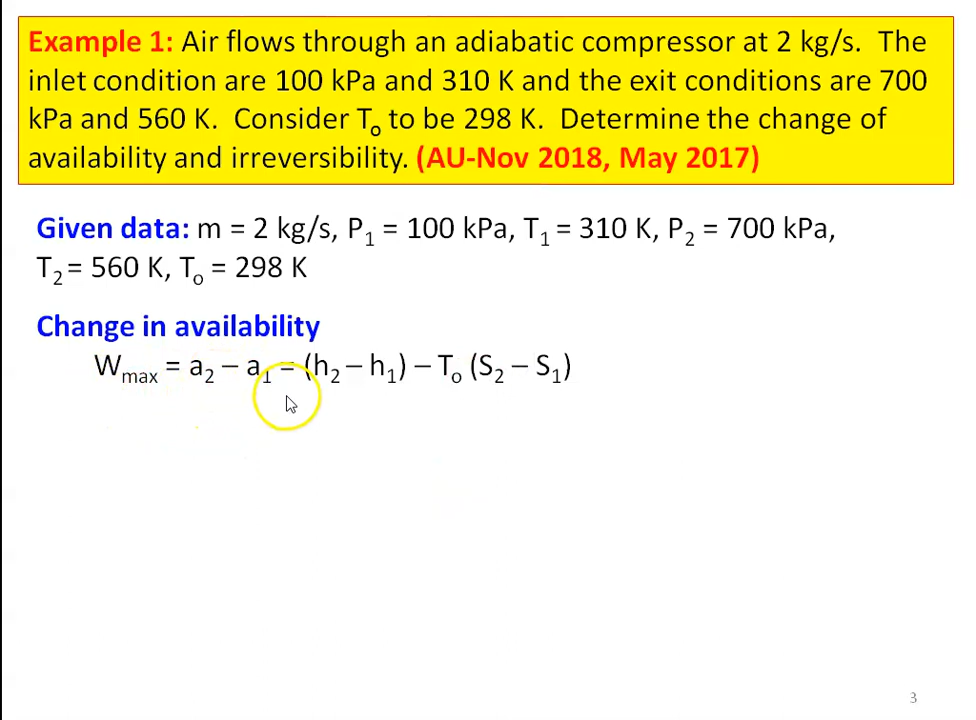 Example 1: Air flows through an adiabatic compressor at 2 kg/s. The
inlet condition are 100 kPa and 310 K and the exit conditions are 700
kPa and 560 K. Consider Tₒ to be 298 K. Determine the change of
availability and irreversibility. (AU-Nov 2018, May 2017)
Given data: m = 2 kg/s, P₁ = 100 kPa, T₁ = 310 K, P₂ = 700 kPa,
T₂ = 560 K, Tₒ = 298 K
Change in availability
Wmax = a₂ – a₁ = (h₂ – h₁) – Tₒ (S₂ – S₁)
3